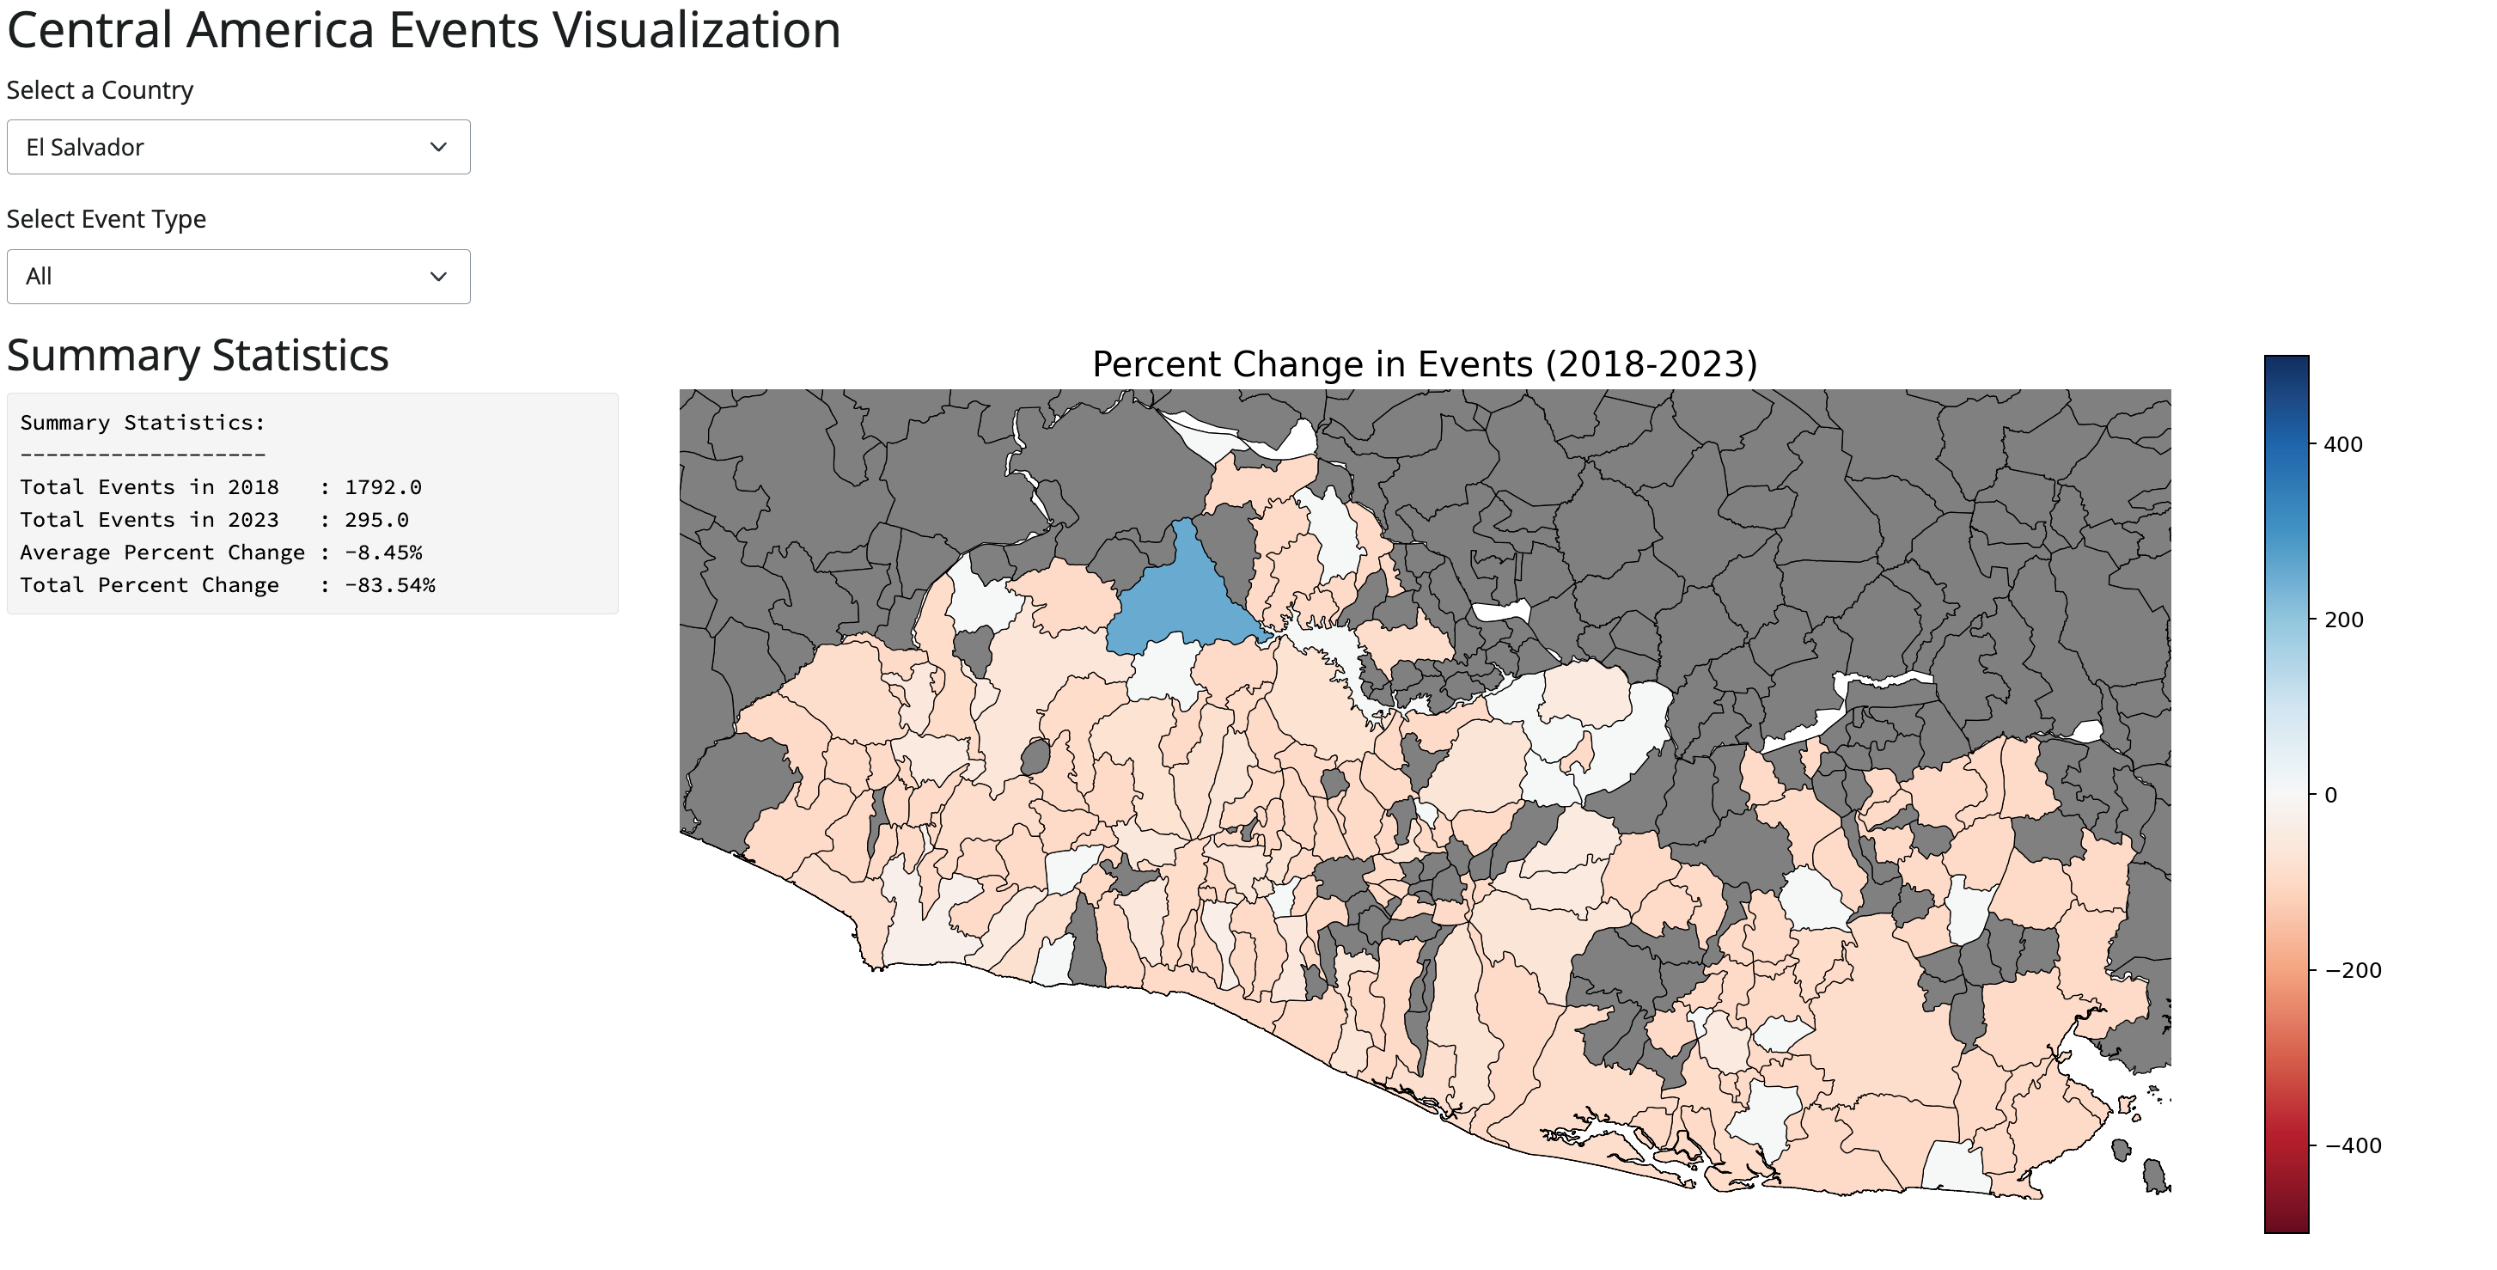 Central America Events Visualization
Select a Country
El Salvador
Select Event Type
All
Summary Statistics
Summary Statistics:
-------------------
Total Events in 2018   : 1792.0
Total Events in 2023   : 295.0
Average Percent Change : -8.45%
Total Percent Change   : -83.54%
Percent Change in Events (2018-2023)
400
200
0
−200
−400